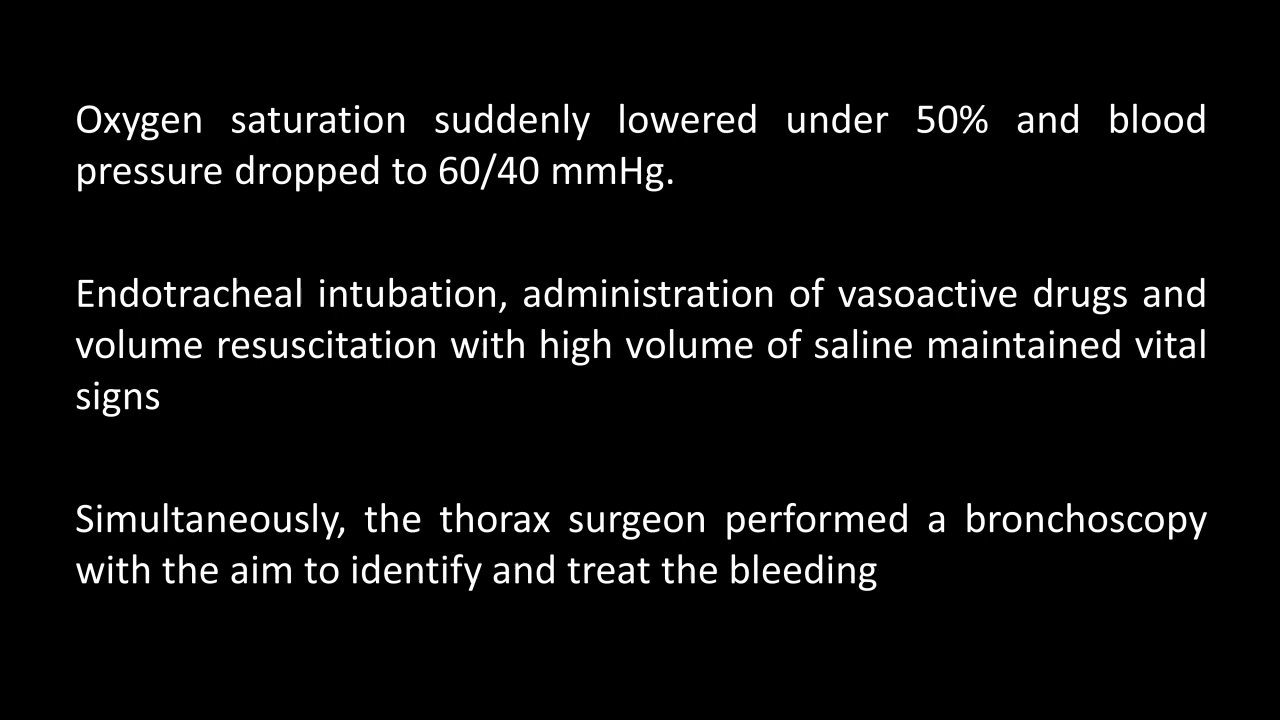 Oxygen saturation suddenly lowered under 50% and blood
pressure dropped to 60/40 mmHg.
Endotracheal intubation, administration of vasoactive drugs and
volume resuscitation with high volume of saline maintained vital
signs
Simultaneously, the thorax surgeon performed a bronchoscopy
with the aim to identify and treat the bleeding